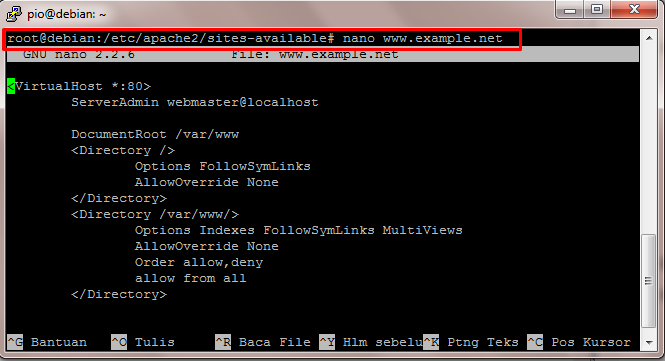 pio@debian: ~
root@debian:/etc/apache2/sites-available# nano www.example.net
GNU nano 2.2.6 File: www.example.net
<VirtualHost *:80>
ServerAdmin webmaster@localhost
DocumentRoot /var/www
<Directory />
Options FollowSymLinks
AllowOverride None
</Directory>
<Directory /var/www/>
Options Indexes FollowSymLinks MultiViews
AllowOverride None
Order allow,deny
allow from all
</Directory>
^G Bantuan ^O Tulis ^R Baca File ^Y Hlm sebelu^K Ptng Teks ^C Pos Kursor